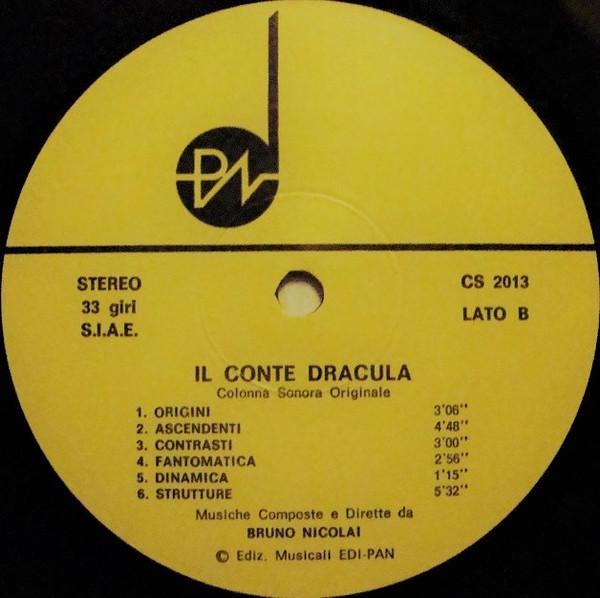 PAN
STEREO
33 giri
S.I.A.E.
CS 2013
LATO B
IL CONTE DRACULA
Colonna Sonora Originale
1. ORIGINI 3'06"
2. ASCENDENTI 4'48"
3. CONTRASTI 3'00"
4. FANTOMATICA 2'56"
5. DINAMICA 1'15"
6. STRUTTURE 5'32"
Musiche Composte e Dirette da
BRUNO NICOLAI
© Ediz. Musicali EDI-PAN